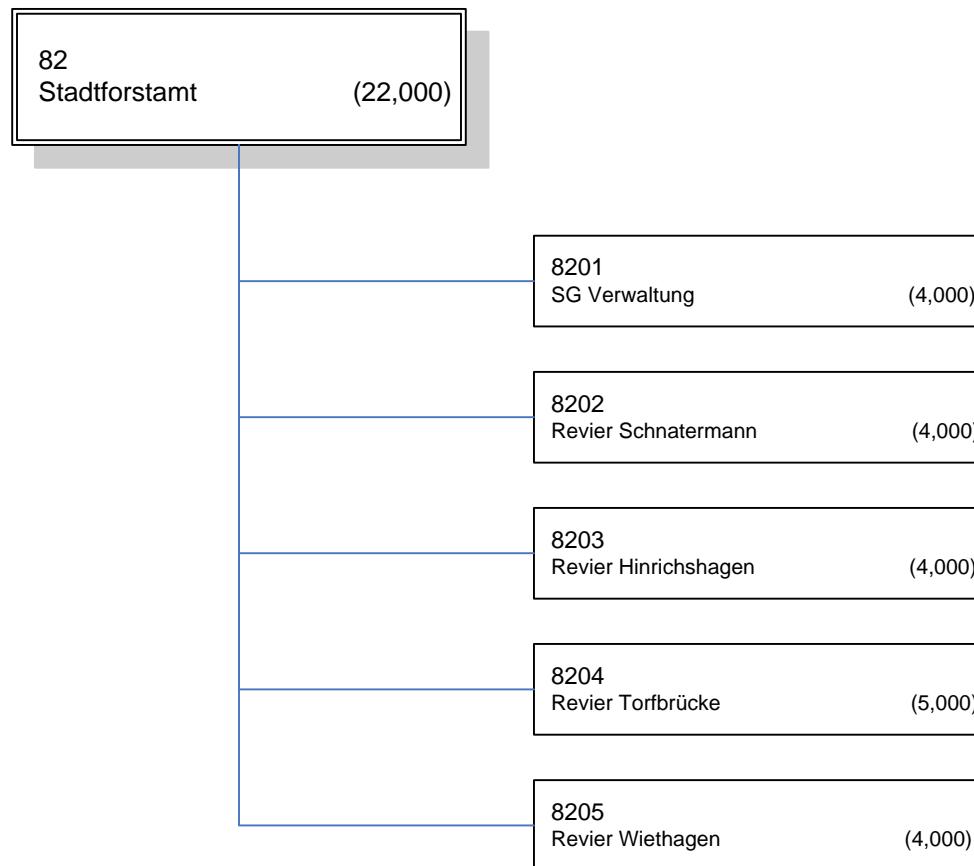 82
Stadtforstamt (22,000)
8201
SG Verwaltung (4,000)
8202
Revier Schnatermann (4,000)
8203
Revier Hinrichshagen (4,000)
8204
Revier Torfbrücke (5,000)
8205
Revier Wiethagen (4,000)